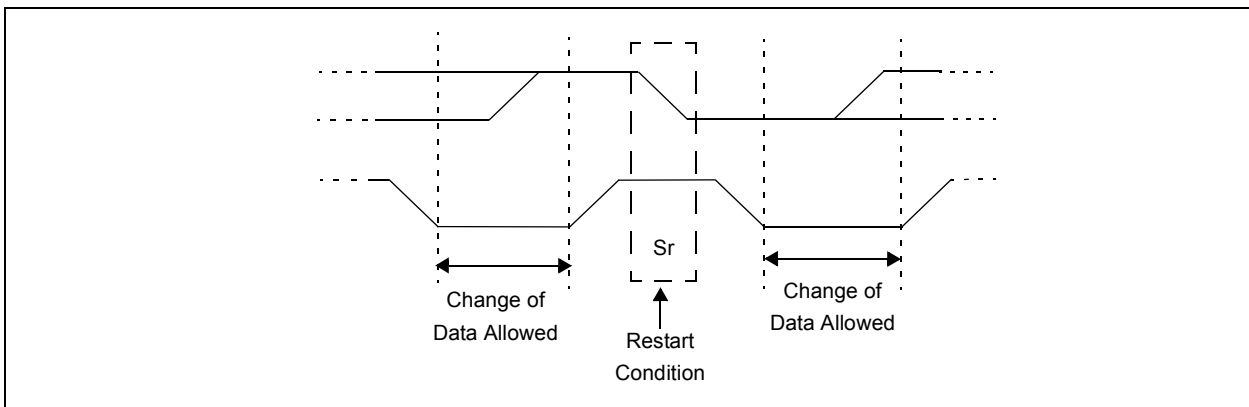 Sr
Change of
Data Allowed
Restart
Condition
Change of
Data Allowed